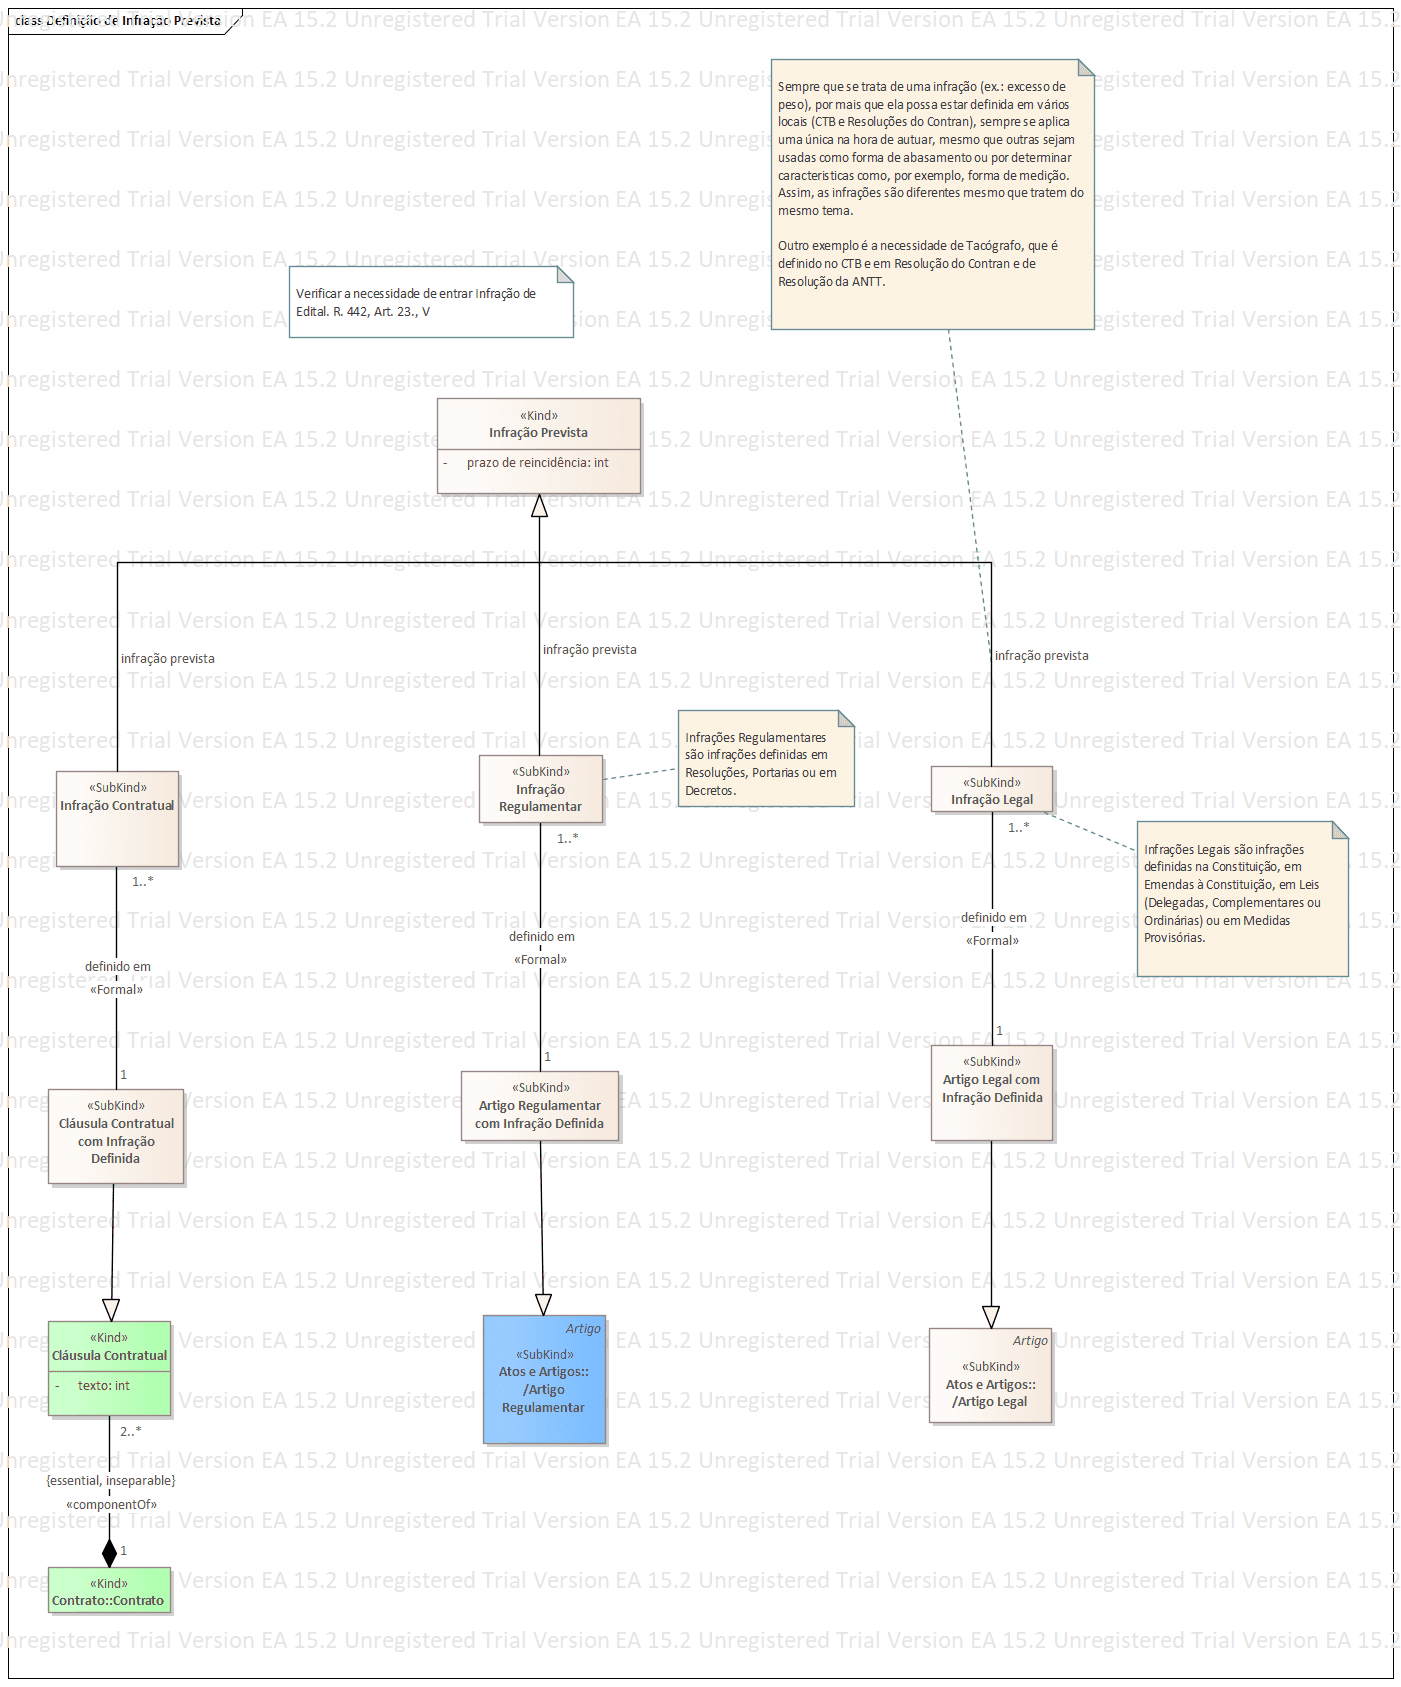 class Definição de Infração Prevista
Unregistered Trial Version EA 15.2
Sempre que se trata de uma infração (ex.: excesso de
peso), por mais que ela possa estar definida em vários
locais (CTB e Resoluções do Contran), sempre se aplica
uma única na hora de autuar, mesmo que outras sejam
usadas como forma de abasamento ou por determinar
caracteristicas como, por exemplo, forma de medição.
Assim, as infrações são diferentes mesmo que tratem do
mesmo tema.
Outro exemplo é a necessidade de Tacógrafo, que é
definido no CTB e em Resolução do Contran e de
Resolução da ANTT.
Verificar a necessidade de entrar Infração de
Edital. R. 442, Art. 23., V
«Kind»
Infração Prevista
- prazo de reincidência: int
infração prevista
infração prevista
infração prevista
Infrações Regulamentares
são infrações definidas em
Resoluções, Portarias ou em
Decretos.
«SubKind»
Infração Contratual
«SubKind»
Infração
Regulamentar
«SubKind»
Infração Legal
1..*
1..*
1..*
Infrações Legais são infrações
definidas na Constituição, em
Emendas à Constituição, em Leis
(Delegadas, Complementares ou
Ordinárias) ou em Medidas
Provisórias.
definido em
«Formal»
definido em
«Formal»
definido em
«Formal»
1
1
1
«SubKind»
Cláusula Contratual
com Infração
Definida
«SubKind»
Artigo Regulamentar
com Infração Definida
«SubKind»
Artigo Legal com
Infração Definida
«Kind»
Cláusula Contratual
- texto: int
Artigo
«SubKind»
Atos e Artigos::
/Artigo
Regulamentar
Artigo
«SubKind»
Atos e Artigos::
/Artigo Legal
2..*
{essential, inseparable}
«componentOf»
1
«Kind»
Contrato::Contrato